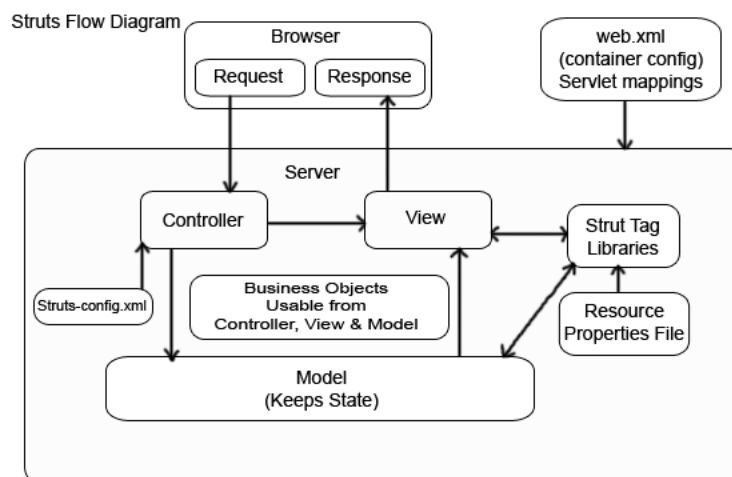 Struts Flow Diagram
Browser
Request
Response
web.xml
(container config)
Servlet mappings
Server
Controller
View
Strut Tag
Libraries
Struts-config.xml
Business Objects
Usable from
Controller, View & Model
Resource
Properties File
Model
(Keeps State)